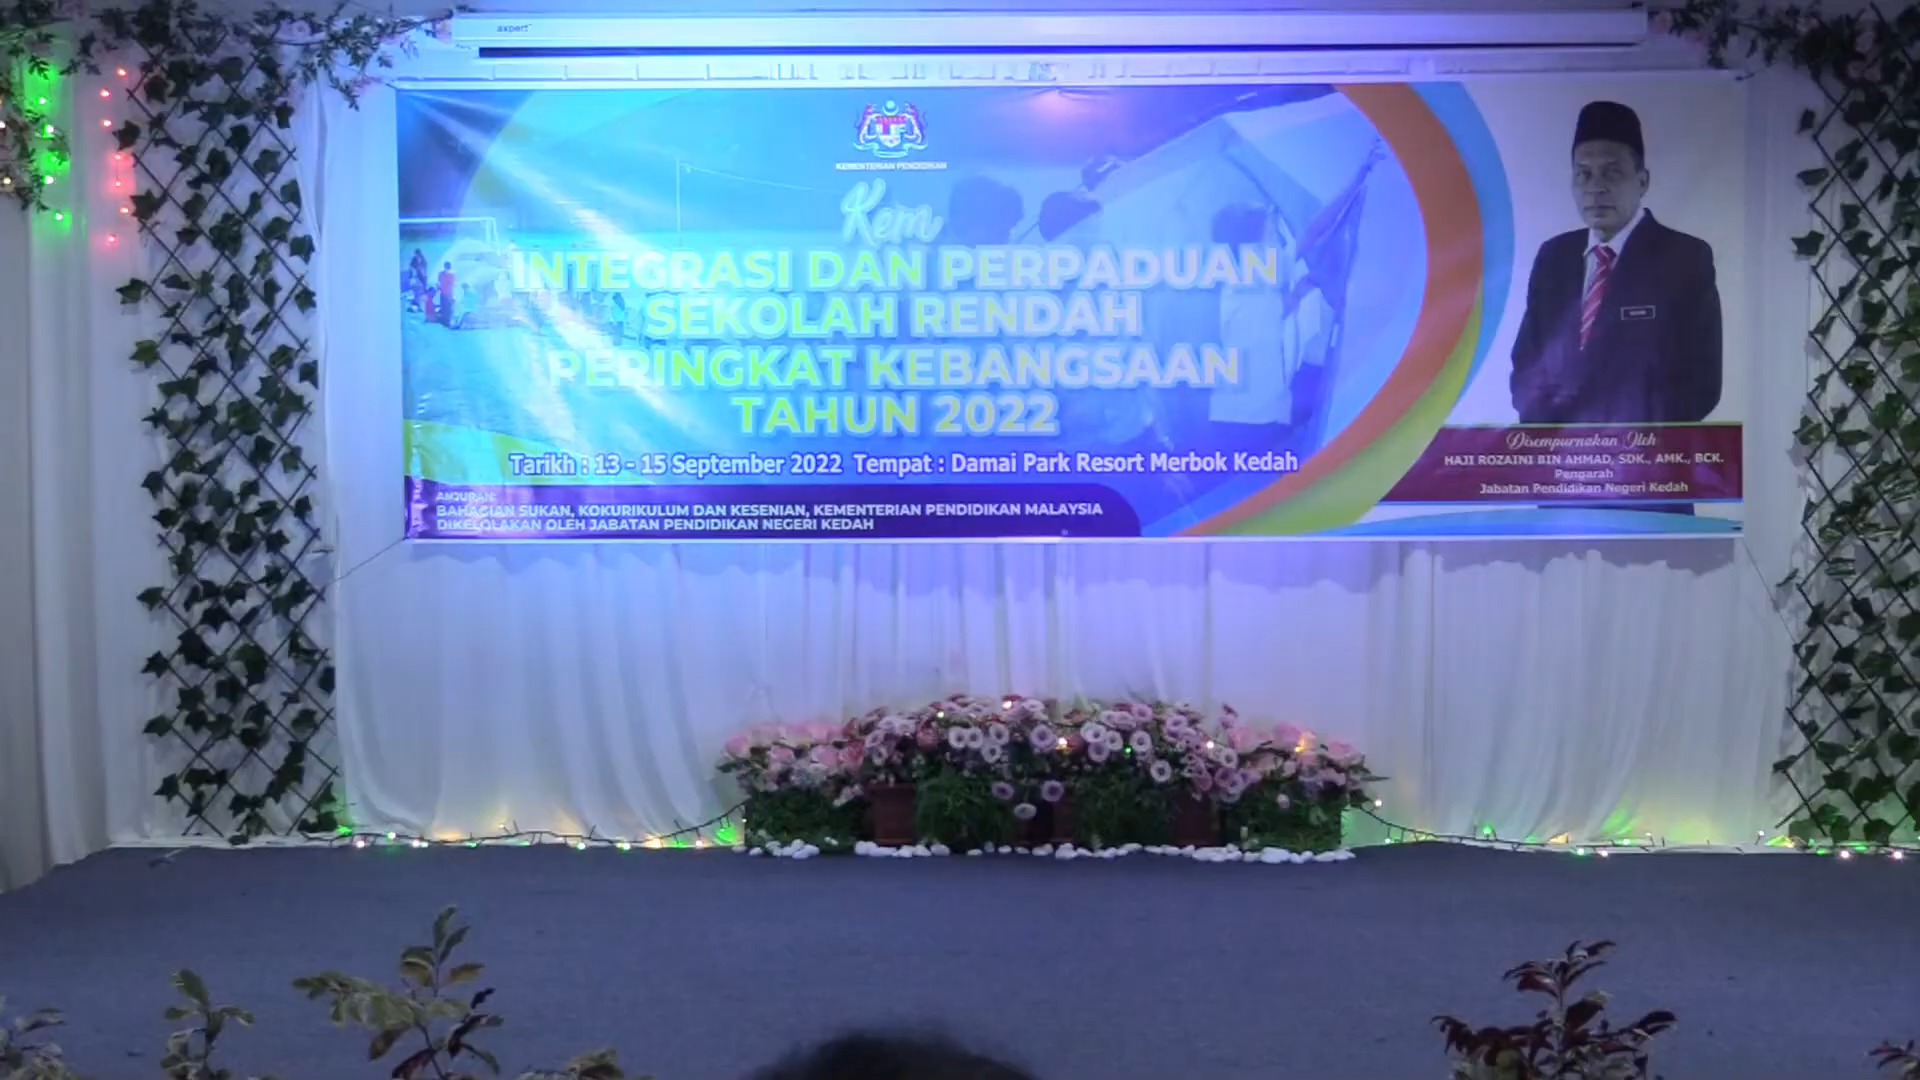 expert
KEMENTERIAN PENDIDIKAN
Kem
INTEGRASI DAN PERPADUAN
SEKOLAH RENDAH
PERINGKAT KEBANGSAAN
TAHUN 2022
Tarikh : 13 - 15 September 2022 Tempat : Damai Park Resort Merbok Kedah
ANJURAN:
BAHAGIAN SUKAN, KOKURIKULUM DAN KESENIAN, KEMENTERIAN PENDIDIKAN MALAYSIA
DIKELOLAKAN OLEH JABATAN PENDIDIKAN NEGERI KEDAH
Disempurnakan Oleh
HAJI ROZAINI BIN AHMAD, SDK., AMK., BCK.
Pengarah
Jabatan Pendidikan Negeri Kedah